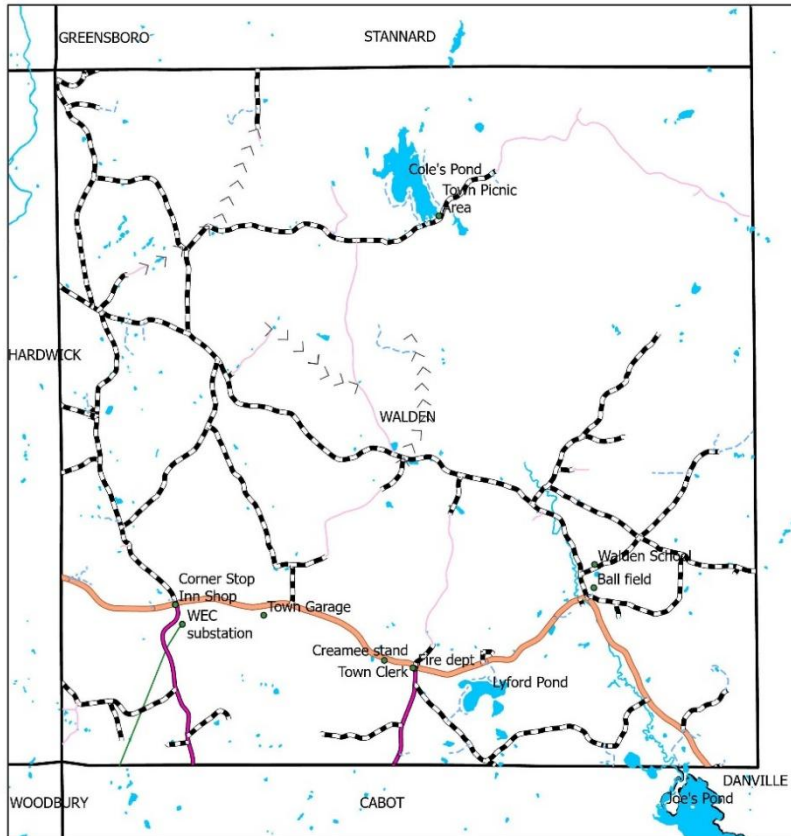 GREENSBORO
STANNARD
Cole's Pond
Town Picnic
Area
HARDWICK
WALDEN
Walden School
Ball field
Corner Stop
Inn Shop
Town Garage
WEC
substation
Creamee stand
Town Clerk
Fire dept
Lyford Pond
DANVILLE
Joe's Pond
WOODBURY
CABOT